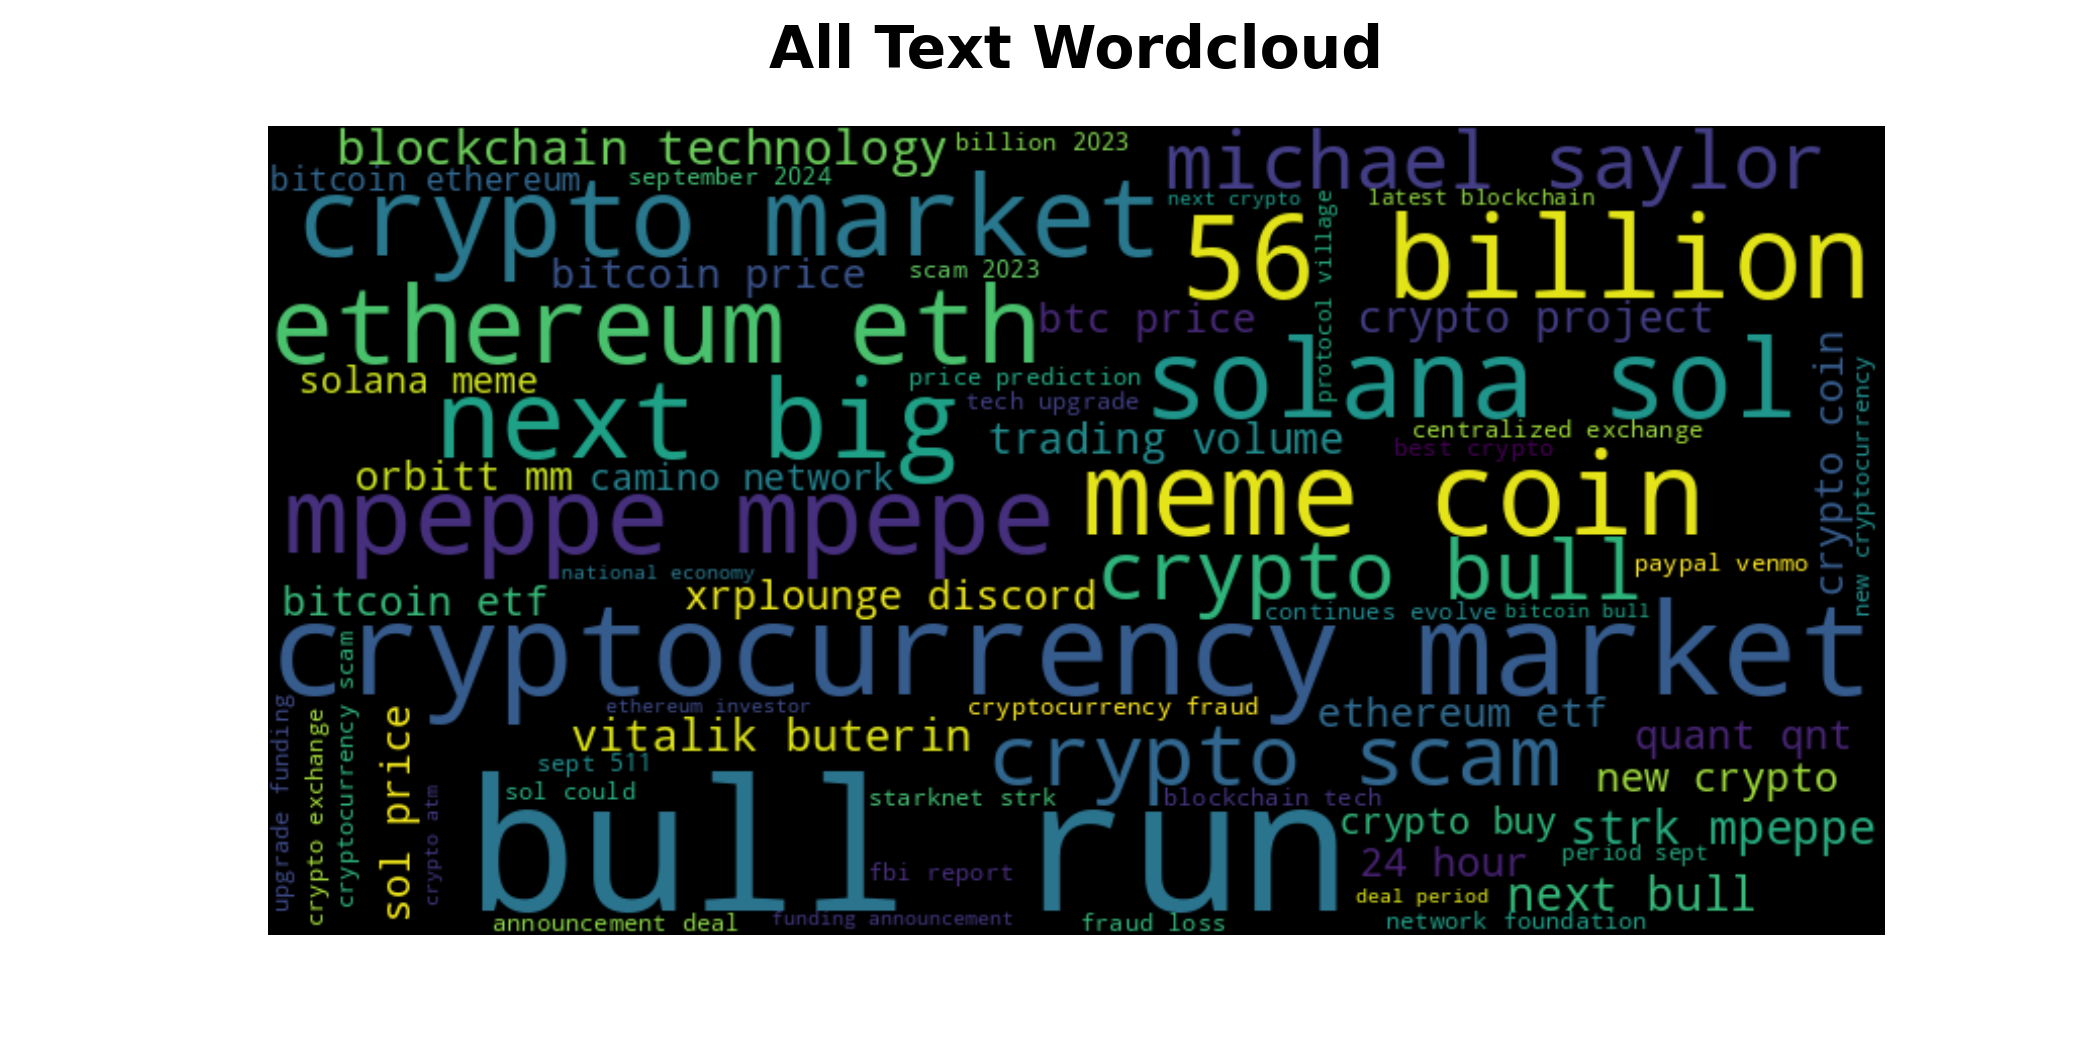 All Text Wordcloud
blockchain technology
billion 2023
michael saylor
bitcoin ethereum
september 2024
crypto market
next crypto
latest blockchain
56 billion
protocol village
bitcoin price
scam 2023
ethereum eth
btc price
crypto project
solana sol
crypto coin
new cryptocurrency
solana meme
next big
price prediction
tech upgrade
trading volume
centralized exchange
best crypto
orbitt mm
camino network
mpeppe mpepe
meme coin
crypto bull
paypal venmo
national economy
bitcoin etf
xrplounge discord
continues evolve
bitcoin bull
cryptocurrency market
upgrade funding
crypto exchange
cryptocurrency scam
sol price
crypto atm
ethereum investor
cryptocurrency fraud
ethereum etf
vitalik buterin
crypto scam
quant qnt
sept 511
new crypto
sol could
starknet strk
blockchain tech
bull run
crypto buy
strk mpeppe
24 hour
period sept
fbi report
deal period
next bull
announcement deal
funding announcement
fraud loss
network foundation